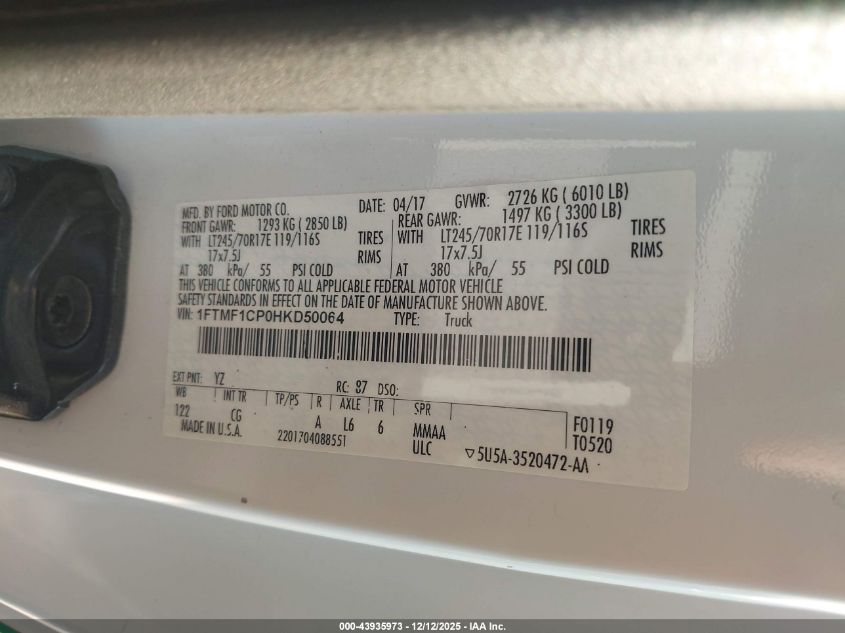 MFD. BY FORD MOTOR CO. DATE: 04/17 GVWR: 2726 KG ( 6010 LB)
FRONT GAWR: 1293 KG ( 2850 LB) REAR GAWR: 1497 KG ( 3300 LB)
WITH LT245/70R17E 119/116S TIRES WITH LT245/70R17E 119/116S TIRES
17x7.5J RIMS 17x7.5J RIMS
AT 380 kPa/ 55 PSI COLD AT 380 kPa/ 55 PSI COLD
THIS VEHICLE CONFORMS TO ALL APPLICABLE FEDERAL MOTOR VEHICLE
SAFETY STANDARDS IN EFFECT ON THE DATE OF MANUFACTURE SHOWN ABOVE.
VIN: 1FTMF1CP0HKD50064 TYPE: Truck
EXT PNT: YZ RC: 87 DSO:
WB INT TR TP/PS R AXLE TR SPR
122 CG A L6 6 MMAA F0119
MADE IN U.S.A. 2201704088551 ULC T0520
▽5U5A-3520472-AA
000-43935973 - 12/12/2025 - IAA Inc.